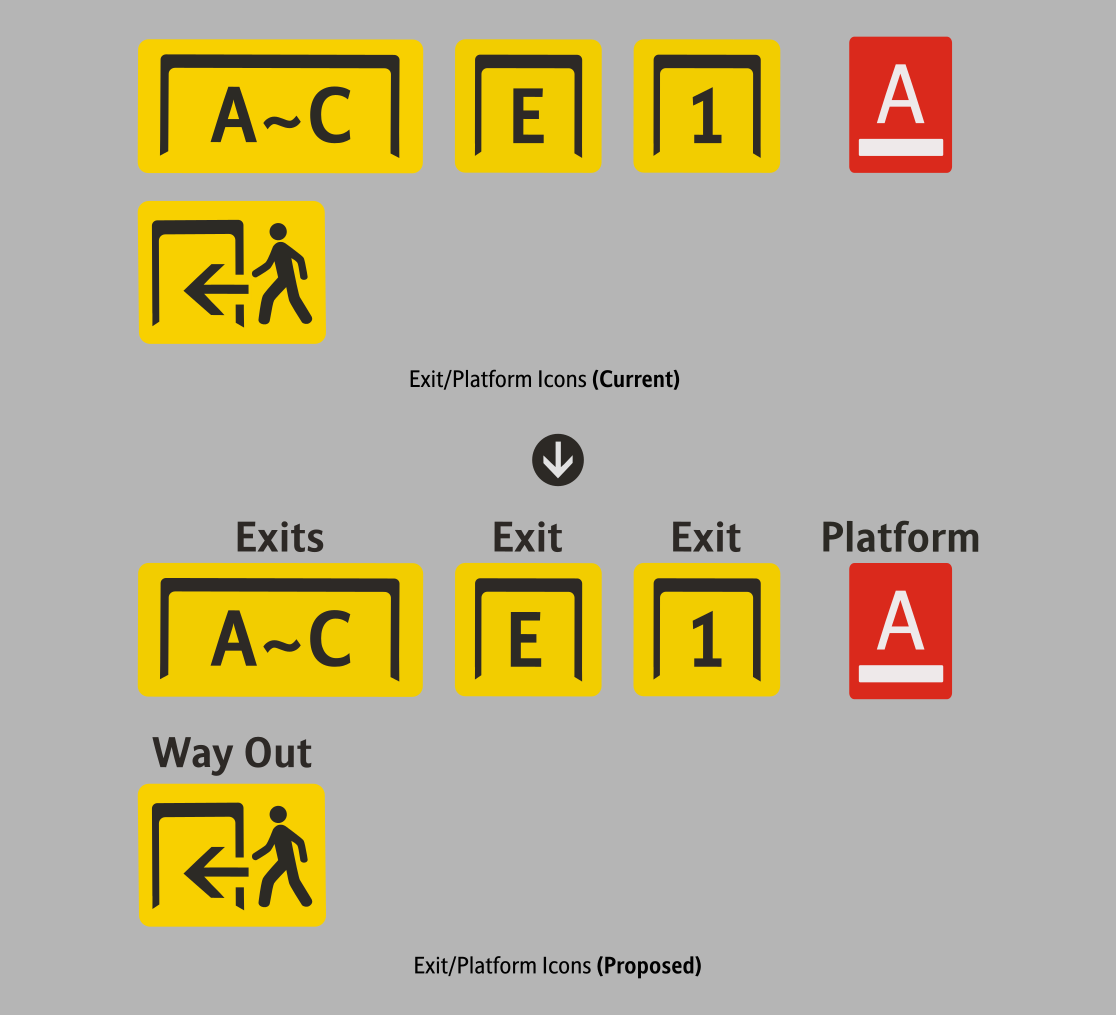 A~C E 1 A
Exit/Platform Icons (Current)
Exits Exit Exit Platform
A~C E 1 A
Way Out
Exit/Platform Icons (Proposed)